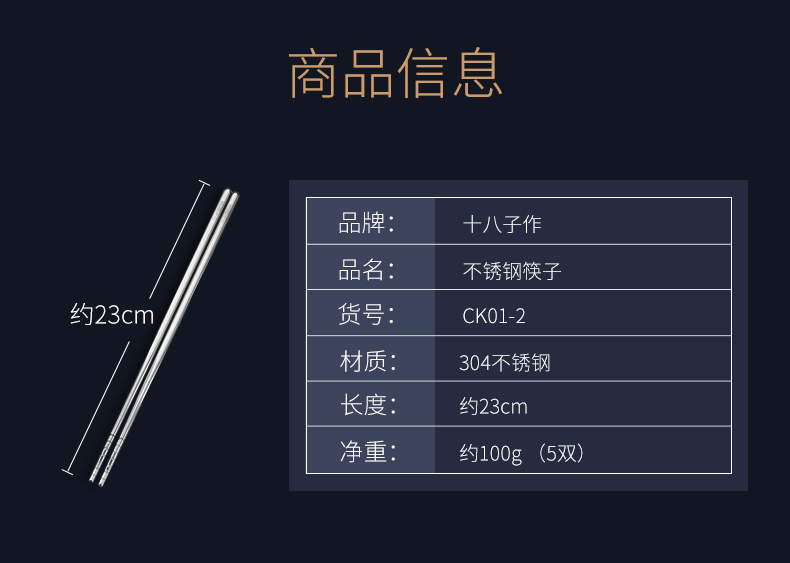 商品信息
约23cm
品牌： 十八子作
品名： 不锈钢筷子
货号： CK01-2
材质： 304不锈钢
长度： 约23cm
净重： 约100g （5双）